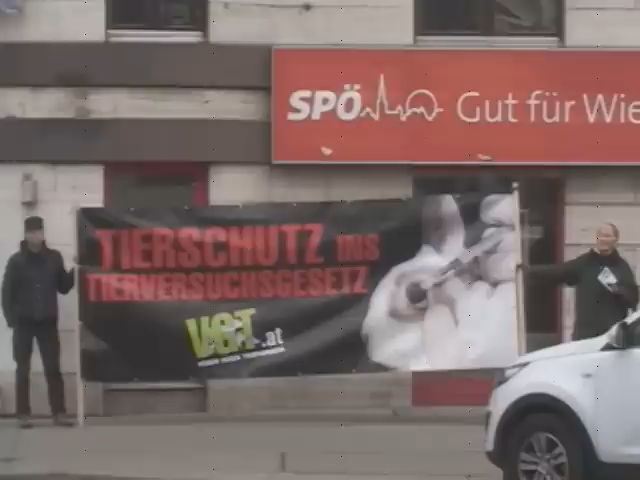 SPÖ Gut für Wie
TIERSCHUTZ INS
TIERVERSUCHSGESETZ
VGT.at